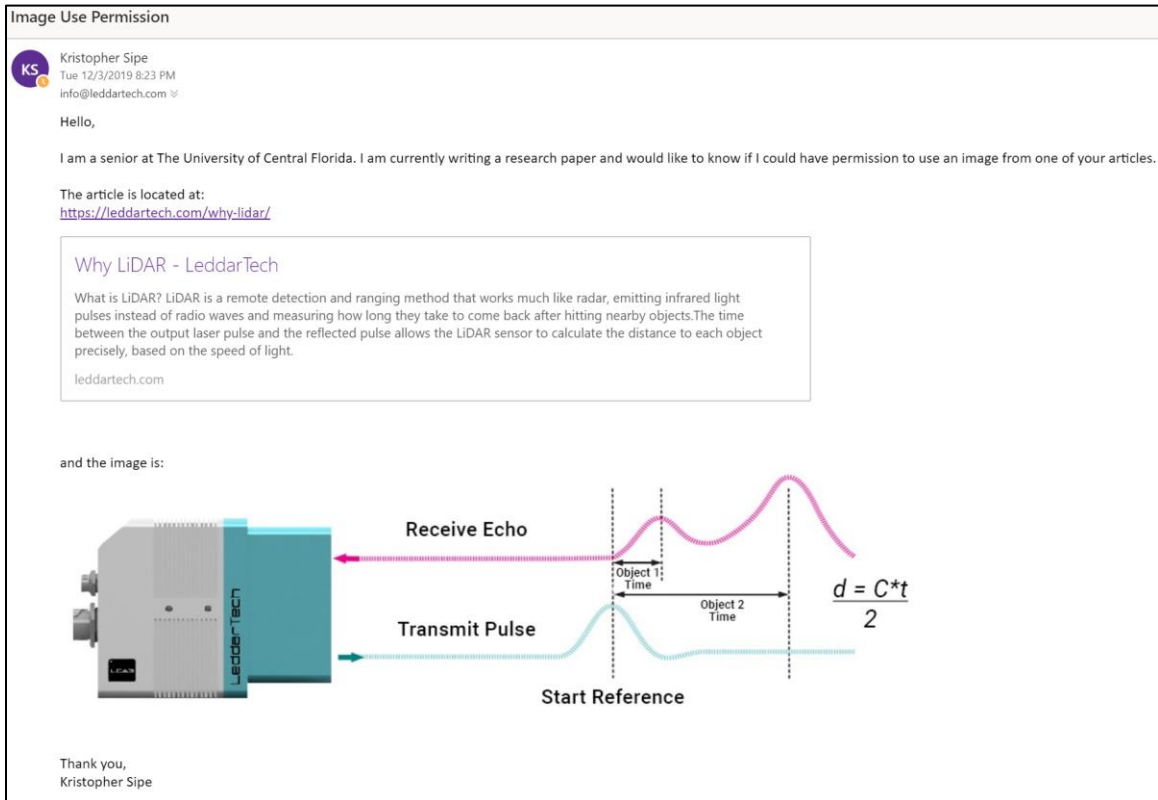 Image Use Permission
KS
Kristopher Sipe
Tue 12/3/2019 8:23 PM
info@leddartech.com
Hello,
I am a senior at The University of Central Florida. I am currently writing a research paper and would like to know if I could have permission to use an image from one of your articles.
The article is located at:
https://leddartech.com/why-lidar/
Why LiDAR - LeddarTech
What is LiDAR? LiDAR is a remote detection and ranging method that works much like radar, emitting infrared light
pulses instead of radio waves and measuring how long they take to come back after hitting nearby objects.The time
between the output laser pulse and the reflected pulse allows the LiDAR sensor to calculate the distance to each object
precisely, based on the speed of light.
leddartech.com
and the image is:
Receive Echo
Object 1
Time
Object 2
Time
d = C*t
2
Transmit Pulse
LeddarTech
LCA3
Start Reference
Thank you,
Kristopher Sipe